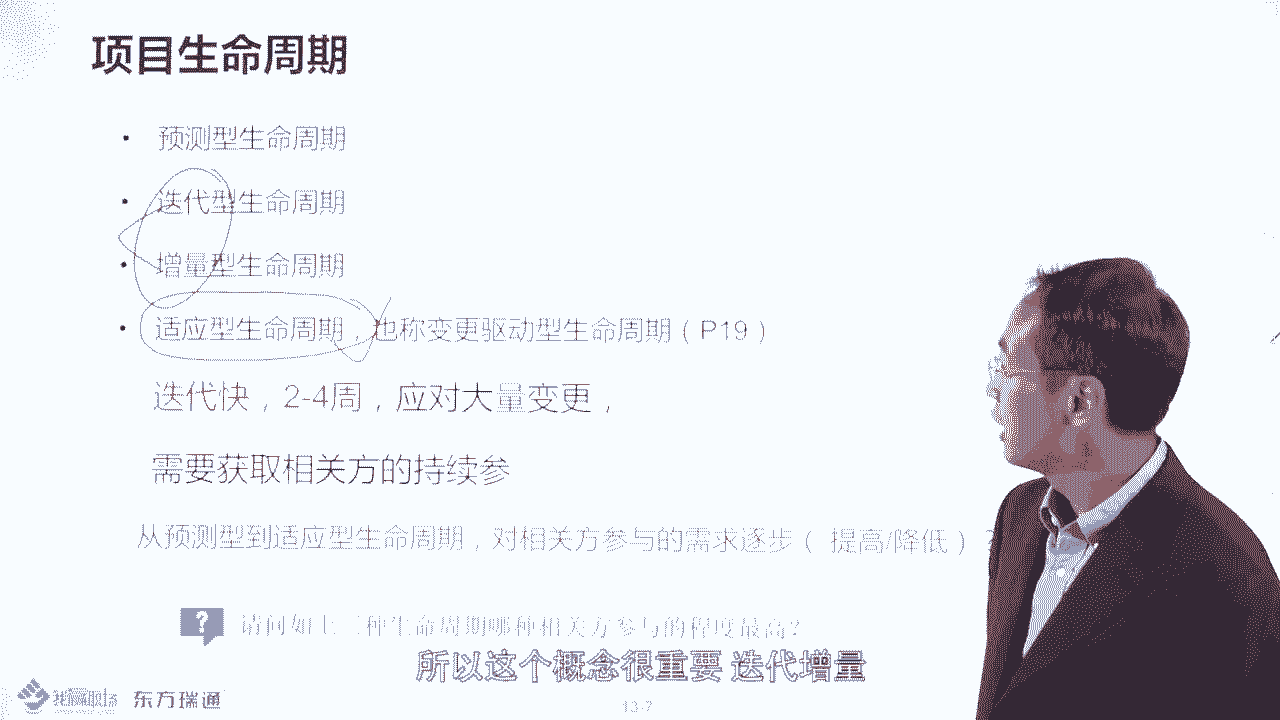 项目生命周期
• 预测型生命周期
• 迭代型生命周期
• 增量型生命周期
• 适应型生命周期，也称变更驱动型生命周期（P19）
迭代快，2-4周，应对大量变更，
需要获取相关方的持续参
从预测型到适应型生命周期，对相关方参与的需求逐步（ 提高/降低 ）？
? 请问如上三种生命周期哪种相关方参与的程度最高？
所以这个概念很重要 迭代增量
东方瑞通
13-7